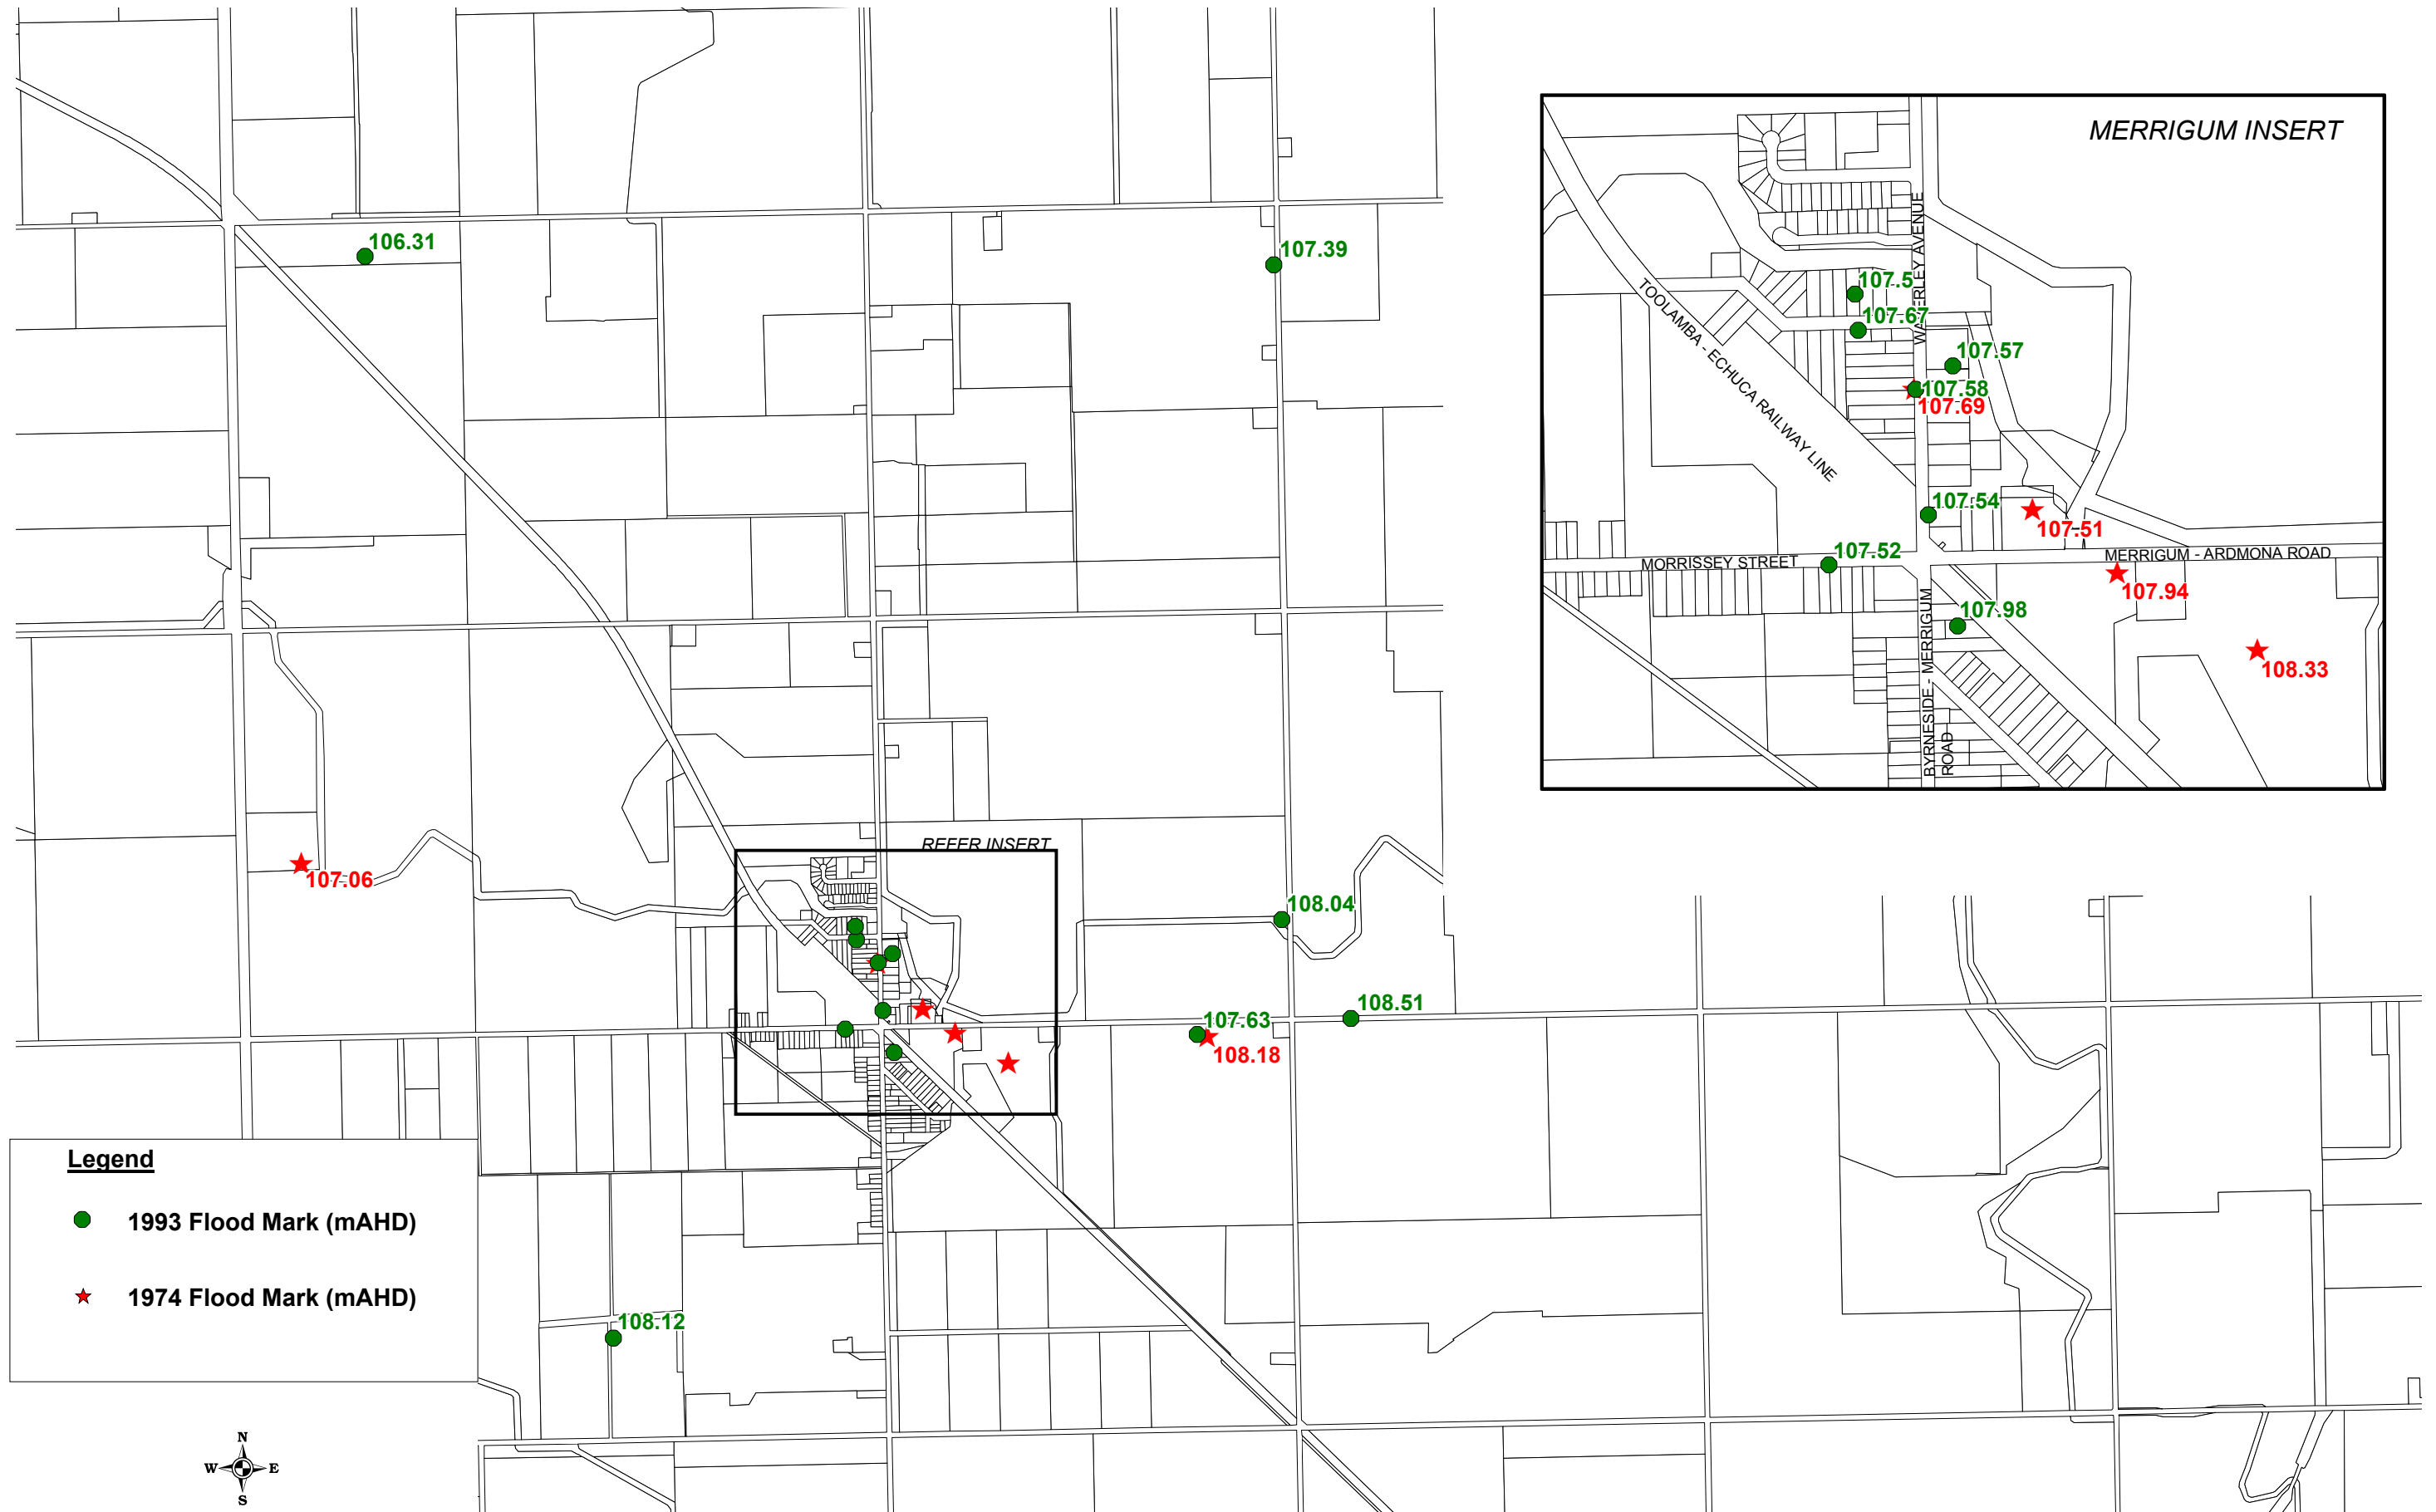 MERRIGUM INSERT
106.31
107.39
WAVERLEY AVENUE
107.5
TOOLAMBA - ECHUCA RAILWAY LINE
107.67
107.57
107.58
107.69
107.54
107.51
107.52
MORRISSEY STREET
MERRIGUM - ARDMONA ROAD
107.94
107.98
BYRNESIDE - MERRIGUM
ROAD
108.33
REFER INSERT
107.06
108.04
108.51
107.63
108.18
Legend
1993 Flood Mark (mAHD)
1974 Flood Mark (mAHD)
108.12
N
W E
S